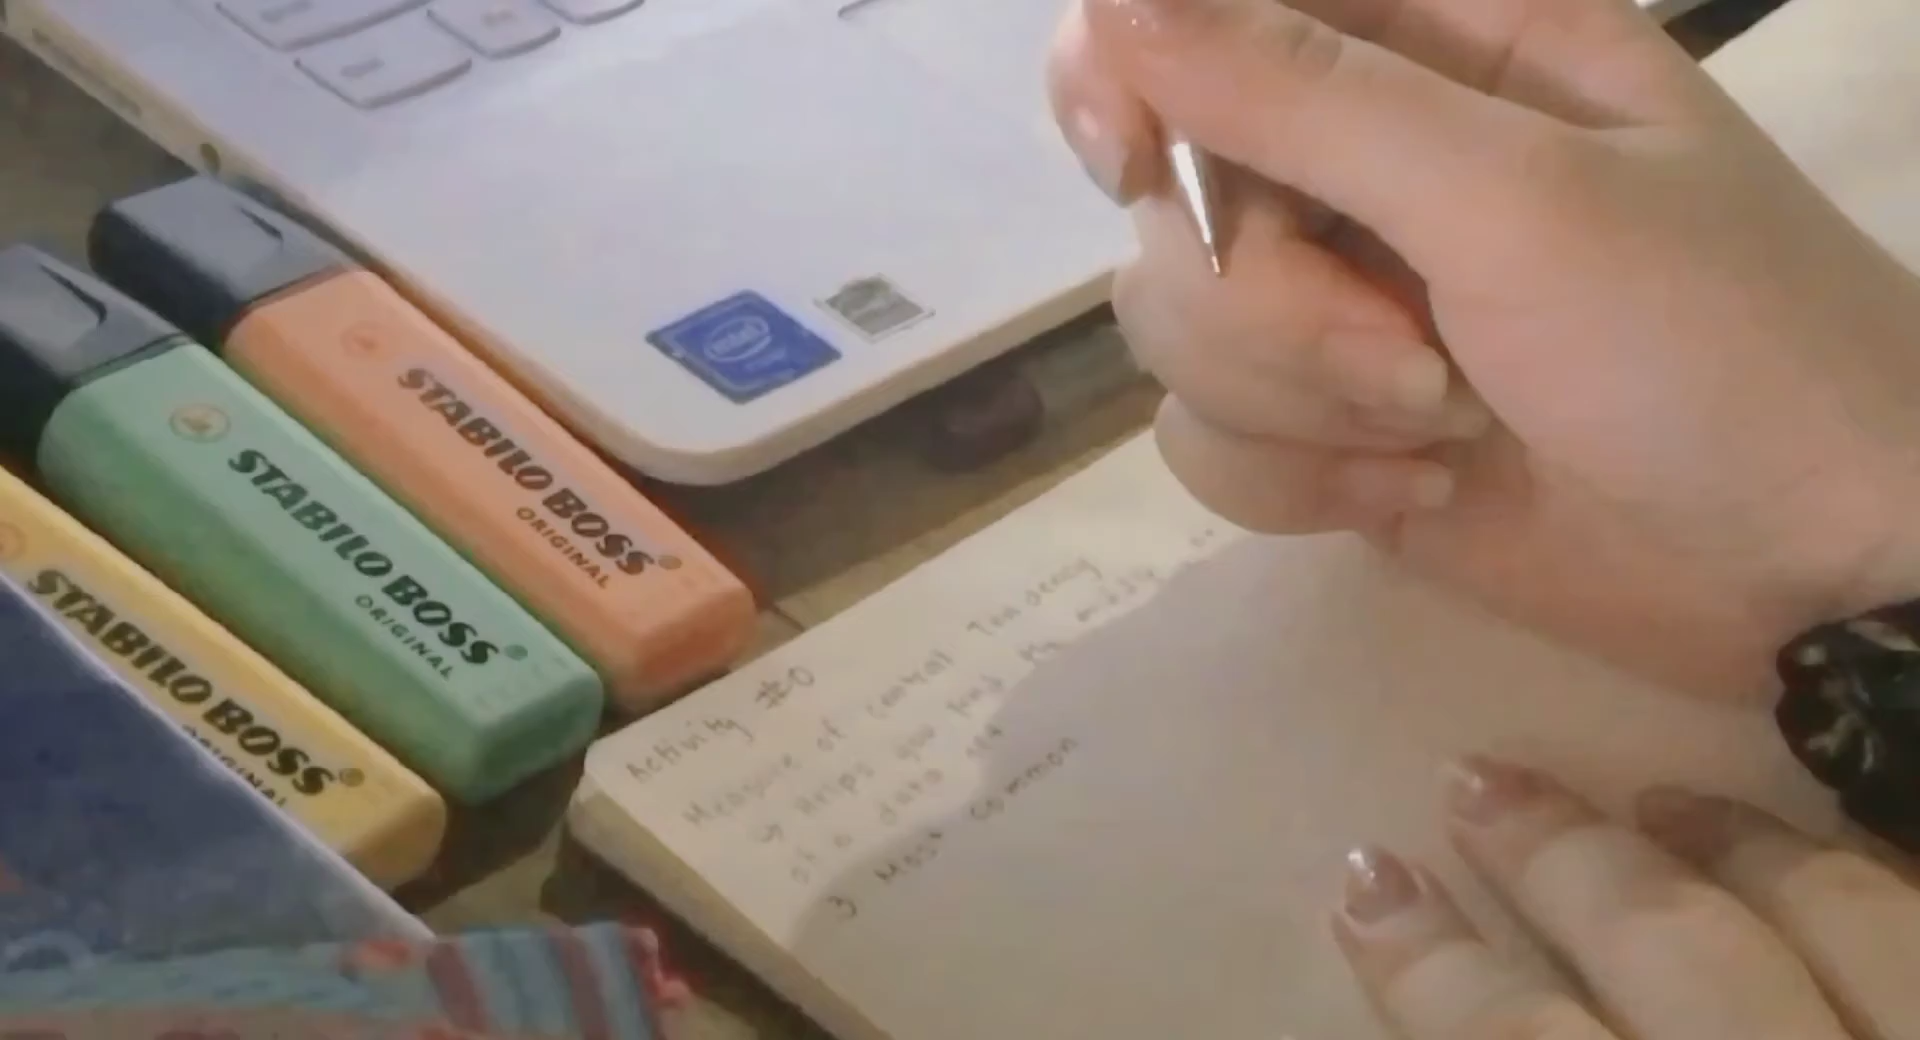 STABILO BOSS
ORIGINAL
STABILO BOSS
ORIGINAL
STABILO BOSS
ORIGINAL
intel
Activity #0
Measure of central Tendency
↳ Helps you find the middle
of a data set
3 Most common